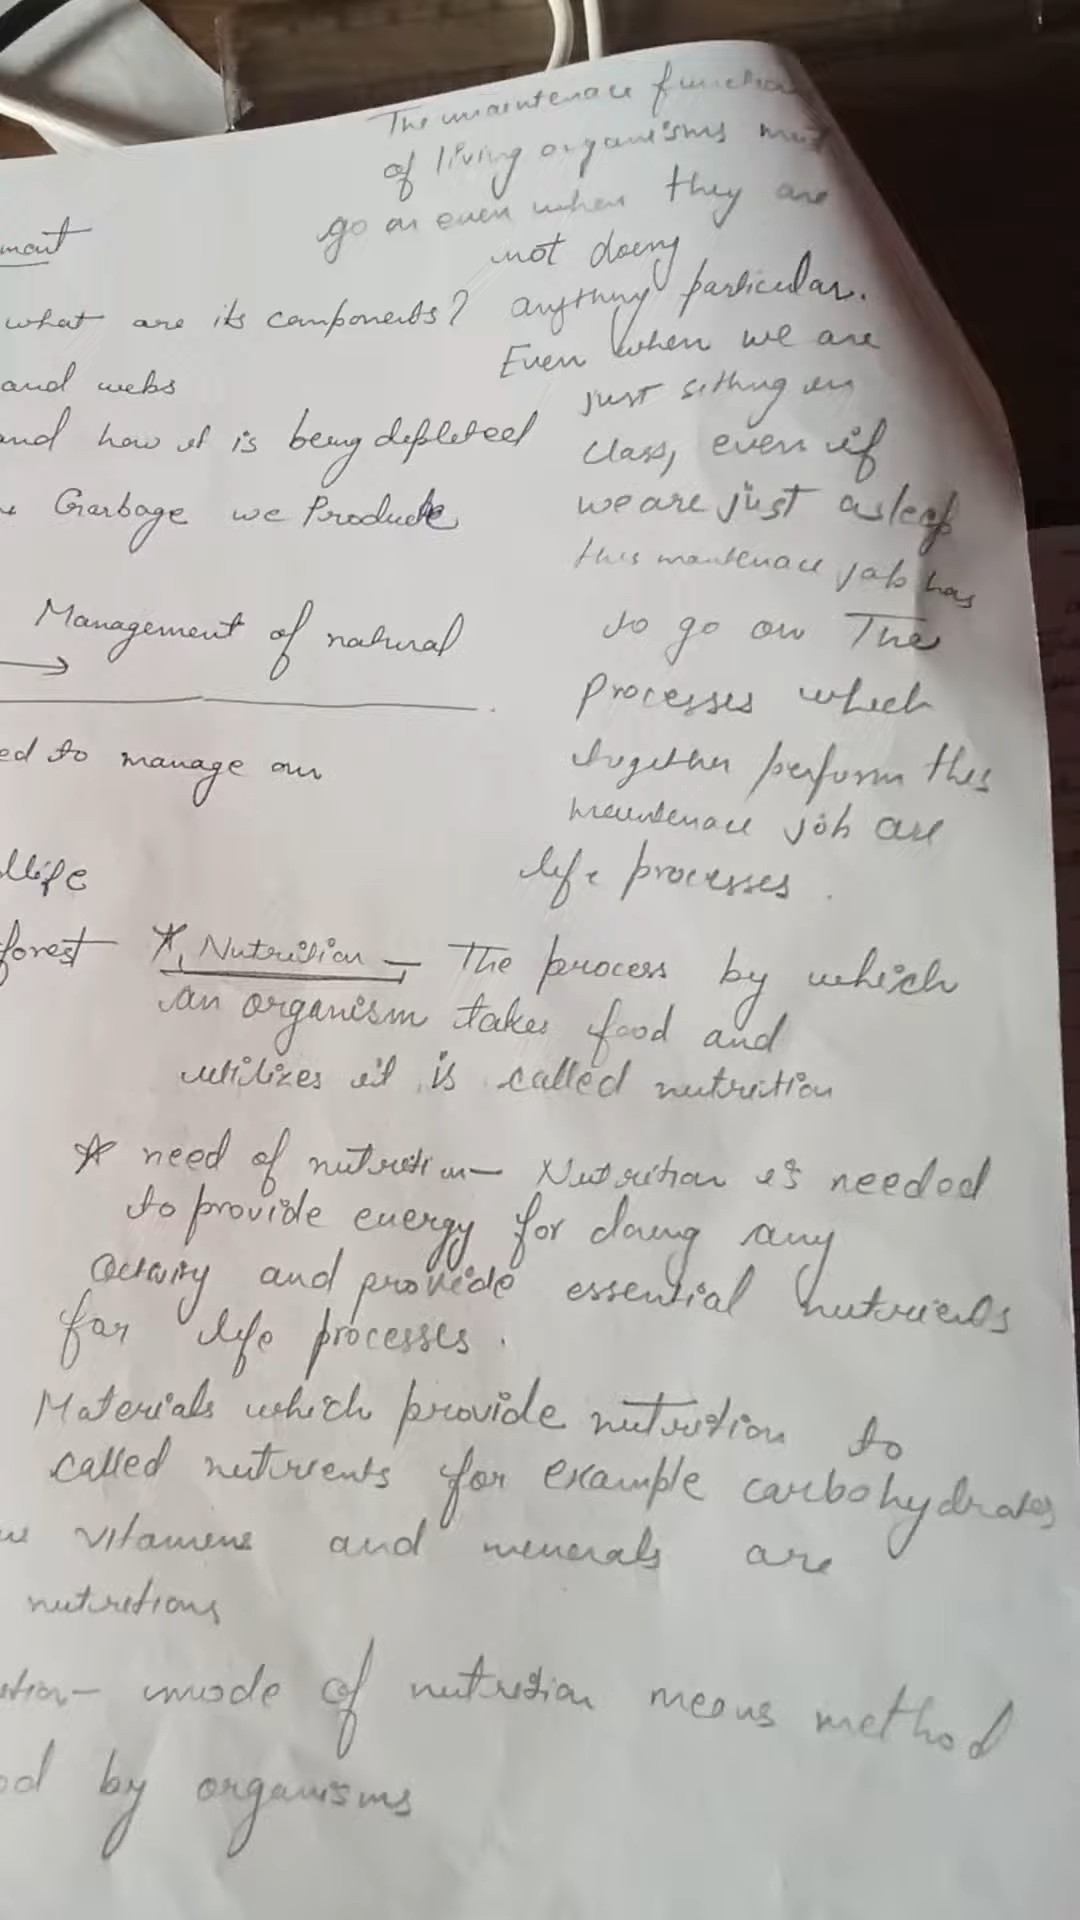 The maintenace function
of living organisms must
go on even when they are
not doing
anything particular.
Even when we are
just sitting in
class, even if
we are just asleep
this maintenace job has
to go on The
processes which
together perform this
maintenace job are
life processes.
ment
what are its components?
and webs
and how it is being depleted
Garbage we Produce
Management of natural
→
ed to manage our
llife
forest
* Nutrition – The process by which
an organism takes food and
utilizes it is called nutrition
* need of nutrition – Nutrition is needed
to provide energy for doing any
activity and provide essential nutrients
for life processes.
Materials which provide nutrition to
called nutrients for example carbohydrates
vitamins and minerals are
nutritions
ition – mode of nutrition means method
od by organisms